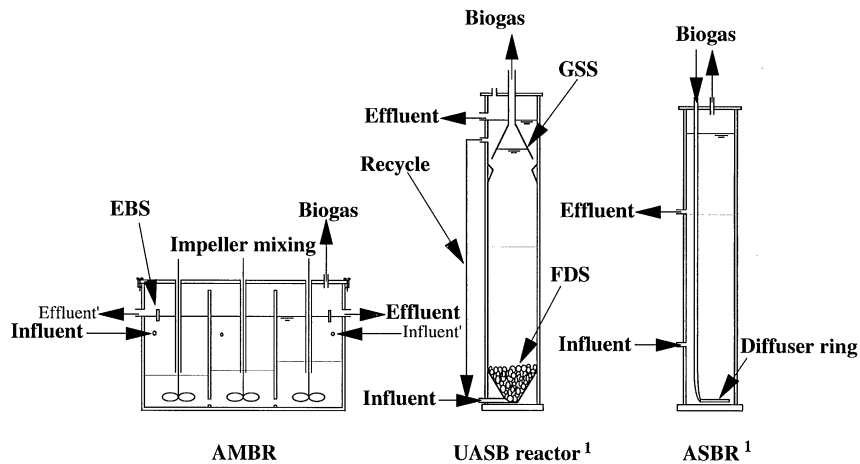 Biogas
GSS
Effluent
Recycle
FDS
Influent
UASB reactor 1
Biogas
Effluent
Influent
Diffuser ring
ASBR 1
EBS
Biogas
Impeller mixing
Effluent'
Effluent
Influent
Influent'
AMBR